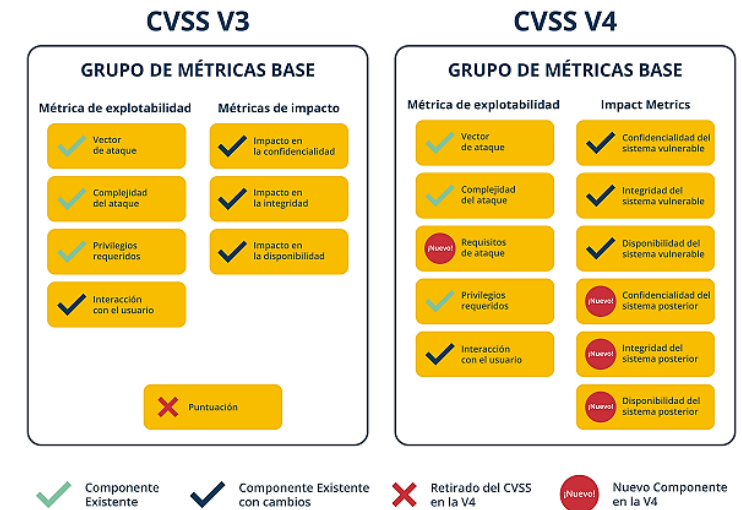 CVSS V3
GRUPO DE MÉTRICAS BASE
Métrica de explotabilidad
Vector
de ataque
Complejidad
del ataque
Privilegios
requeridos
Interacción
con el usuario
Métricas de impacto
Impacto en
la confidencialidad
Impacto en
la integridad
Impacto en
la disponibilidad
Puntuación
CVSS V4
GRUPO DE MÉTRICAS BASE
Métrica de explotabilidad
Vector
de ataque
Complejidad
del ataque
¡Nuevo!
Requisitos
de ataque
Privilegios
requeridos
Interacción
con el usuario
Impact Metrics
Confidencialidad del
sistema vulnerable
Integridad del
sistema vulnerable
Disponibilidad del
sistema vulnerable
¡Nuevo!
Confidencialidad del
sistema posterior
¡Nuevo!
Integridad del
sistema posterior
¡Nuevo!
Disponibilidad del
sistema posterior
Componente
Existente
Componente Existente
con cambios
Retirado del CVSS
en la V4
¡Nuevo!
Nuevo Componente
en la V4